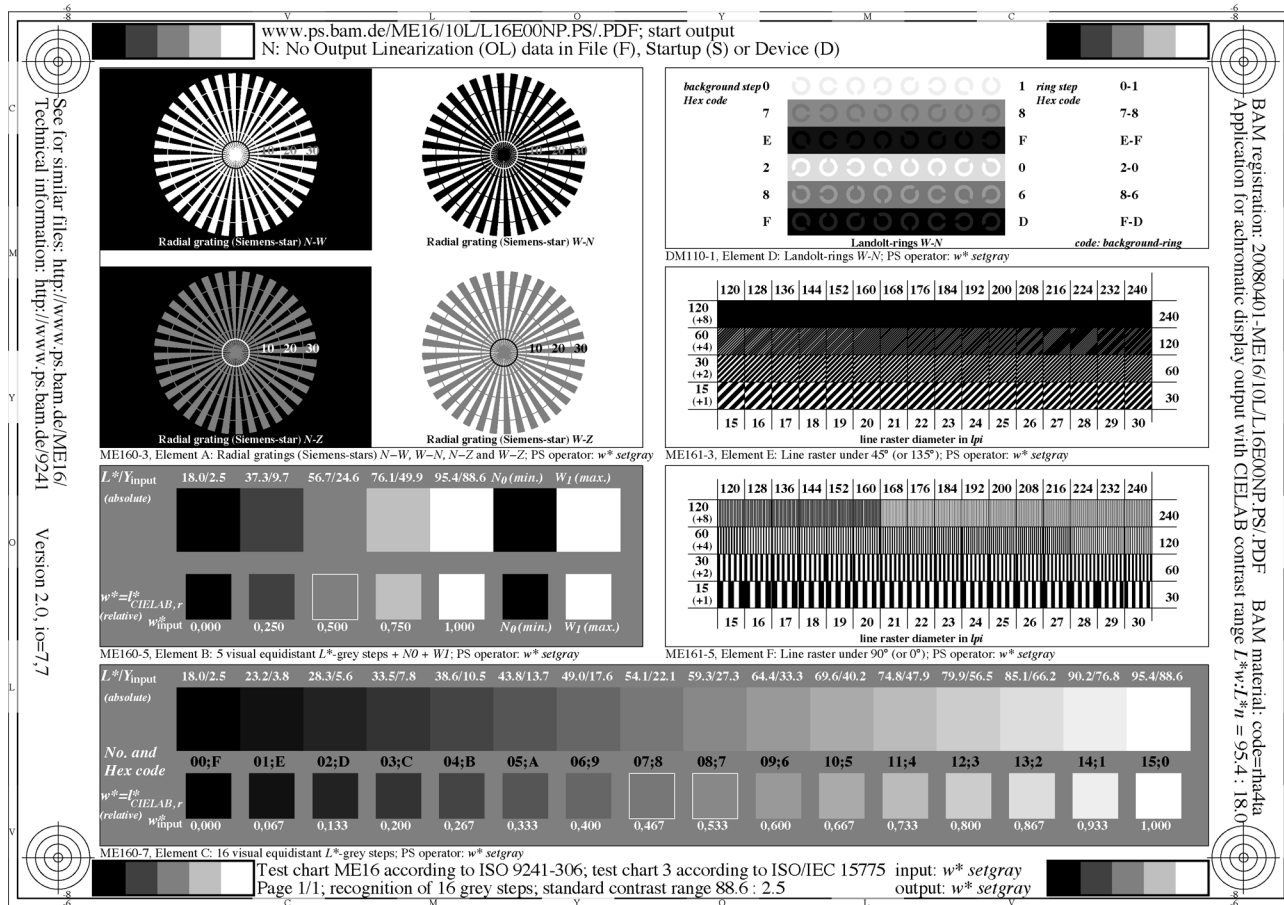 -6
-8
V
L
O
Y
M
C
-6
-8
www.ps.bam.de/ME16/10L/L16E00NP.PS/.PDF; start output
N: No Output Linearization (OL) data in File (F), Startup (S) or Device (D)
See for similar files: http://www.ps.bam.de/ME16/
Technical information: http://www.ps.bam.de/9241 Version 2.0, io=7,7
C
M
Y
O
L
V
10 20 30
Radial grating (Siemens-star) N-W
10 20 30
Radial grating (Siemens-star) W-N
10 20 30
Radial grating (Siemens-star) N-Z
10 20 30
Radial grating (Siemens-star) W-Z
ME160-3, Element A: Radial gratings (Siemens-stars) N–W, W–N, N–Z and W–Z; PS operator: w* setgray
background step 0 1 ring step 0-1
Hex code Hex code
7 8 7-8
E F E-F
2 0 2-0
8 6 8-6
F D F-D
Landolt-rings W-N code: background-ring
DM110-1, Element D: Landolt-rings W-N; PS operator: w* setgray
120 128 136 144 152 160 168 176 184 192 200 208 216 224 232 240
120
(+8) 240
60
(+4) 120
30
(+2) 60
15
(+1) 30
15 16 17 18 19 20 21 22 23 24 25 26 27 28 29 30
line raster diameter in lpi
ME161-3, Element E: Line raster under 45° (or 135°); PS operator: w* setgray
L*/Yinput 18.0/2.5 37.3/9.7 56.7/24.6 76.1/49.9 95.4/88.6 N0 (min.) W1 (max.)
(absolute)
w*=l*CIELAB, r
(relative)
w*input 0,000 0,250 0,500 0,750 1,000 N0 (min.) W1 (max.)
ME160-5, Element B: 5 visual equidistant L*-grey steps + N0 + W1; PS operator: w* setgray
120 128 136 144 152 160 168 176 184 192 200 208 216 224 232 240
120
(+8) 240
60
(+4) 120
30
(+2) 60
15
(+1) 30
15 16 17 18 19 20 21 22 23 24 25 26 27 28 29 30
line raster diameter in lpi
ME161-5, Element F: Line raster under 90° (or 0°); PS operator: w* setgray
L*/Yinput 18.0/2.5 23.2/3.8 28.3/5.6 33.5/7.8 38.6/10.5 43.8/13.7 49.0/17.6 54.1/22.1 59.3/27.3 64.4/33.3 69.6/40.2 74.8/47.9 79.9/56.5 85.1/66.2 90.2/76.8 95.4/88.6
(absolute)
No. and
Hex code 00;F 01;E 02;D 03;C 04;B 05;A 06;9 07;8 08;7 09;6 10;5 11;4 12;3 13;2 14;1 15;0
w*=l*CIELAB, r
(relative)
w*input 0,000 0,067 0,133 0,200 0,267 0,333 0,400 0,467 0,533 0,600 0,667 0,733 0,800 0,867 0,933 1,000
ME160-7, Element C: 16 visual equidistant L*-grey steps; PS operator: w* setgray
BAM registration: 20080401-ME16/10L/L16E00NP.PS/.PDF BAM material: code=rha4ta
Application for achromatic display output with CIELAB contrast range L*w:L*n = 95.4 : 18.0
Test chart ME16 according to ISO 9241-306; test chart 3 according to ISO/IEC 15775 input: w* setgray
Page 1/1; recognition of 16 grey steps; standard contrast range 88.6 : 2.5 output: w* setgray
-8
-6
C
M
Y
O
L
V
-8
-6